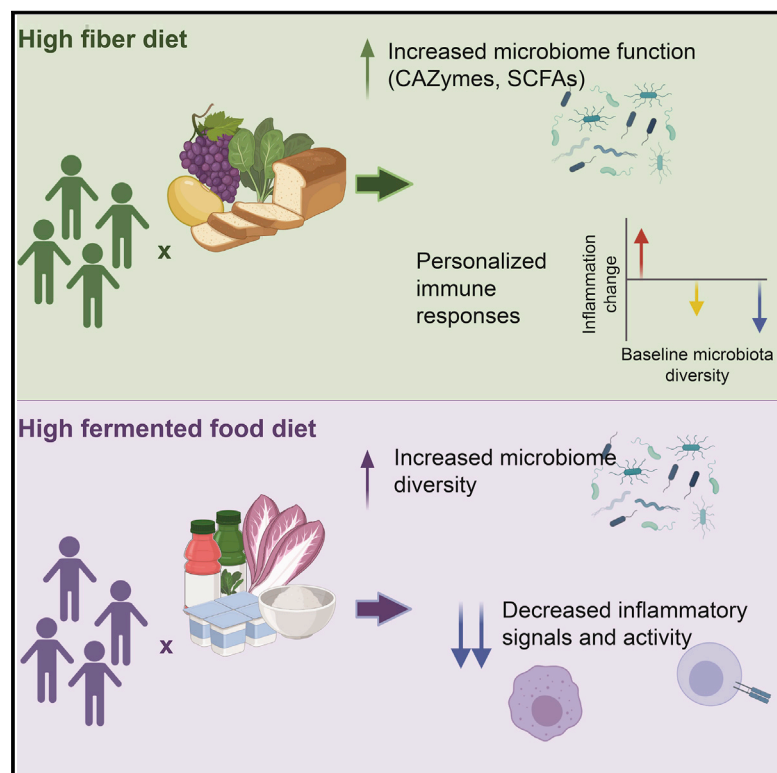 High fiber diet
Increased microbiome function
(CAZymes, SCFAs)
x
Personalized
immune
responses
Inflammation
change
Baseline microbiota
diversity
High fermented food diet
Increased microbiome
diversity
x
Decreased inflammatory
signals and activity